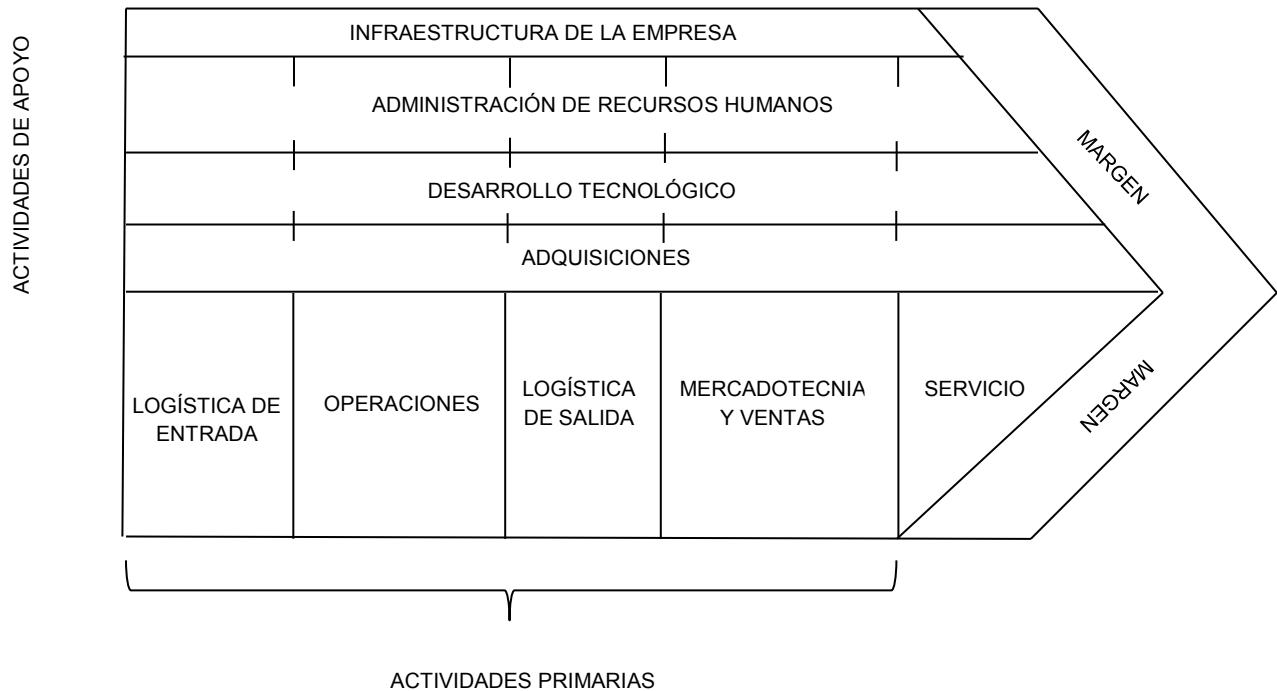 ACTIVIDADES DE APOYO
INFRAESTRUCTURA DE LA EMPRESA
ADMINISTRACIÓN DE RECURSOS HUMANOS
DESARROLLO TECNOLÓGICO
ADQUISICIONES
MARGEN
LOGÍSTICA DE
ENTRADA
OPERACIONES
LOGÍSTICA
DE SALIDA
MERCADOTECNIA
Y VENTAS
SERVICIO
MARGEN
ACTIVIDADES PRIMARIAS